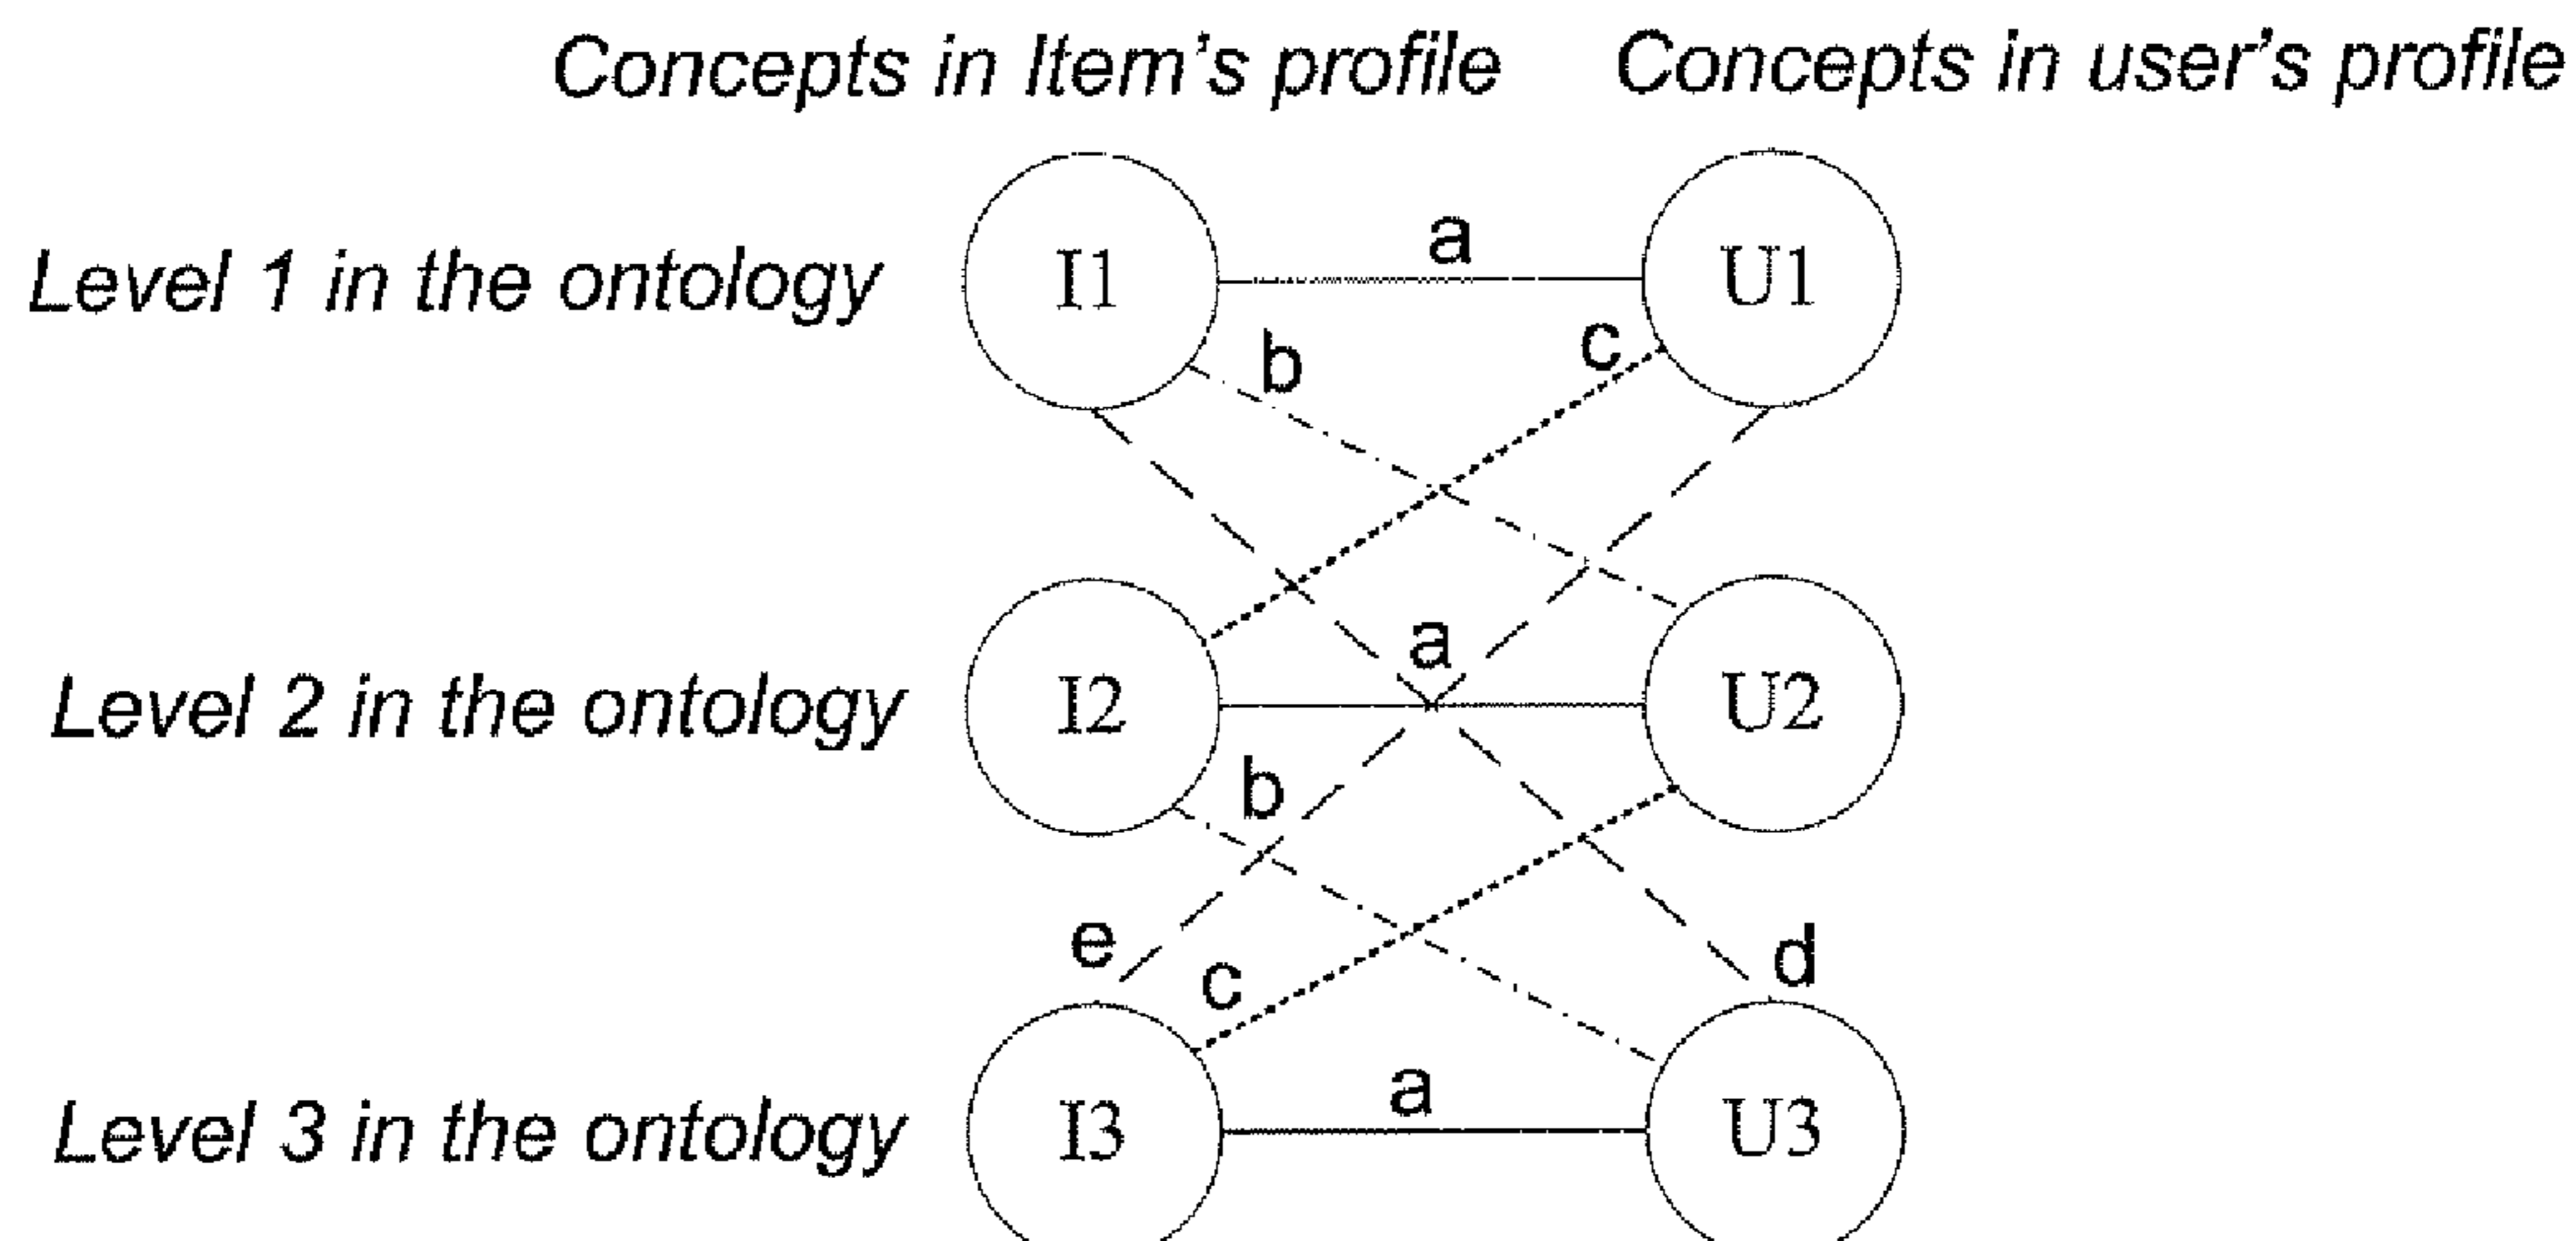 Concepts in Item's profile
Concepts in user's profile
Level 1 in the ontology
I1
a
U1
b
c
Level 2 in the ontology
I2
a
U2
b
e
c
d
Level 3 in the ontology
I3
a
U3